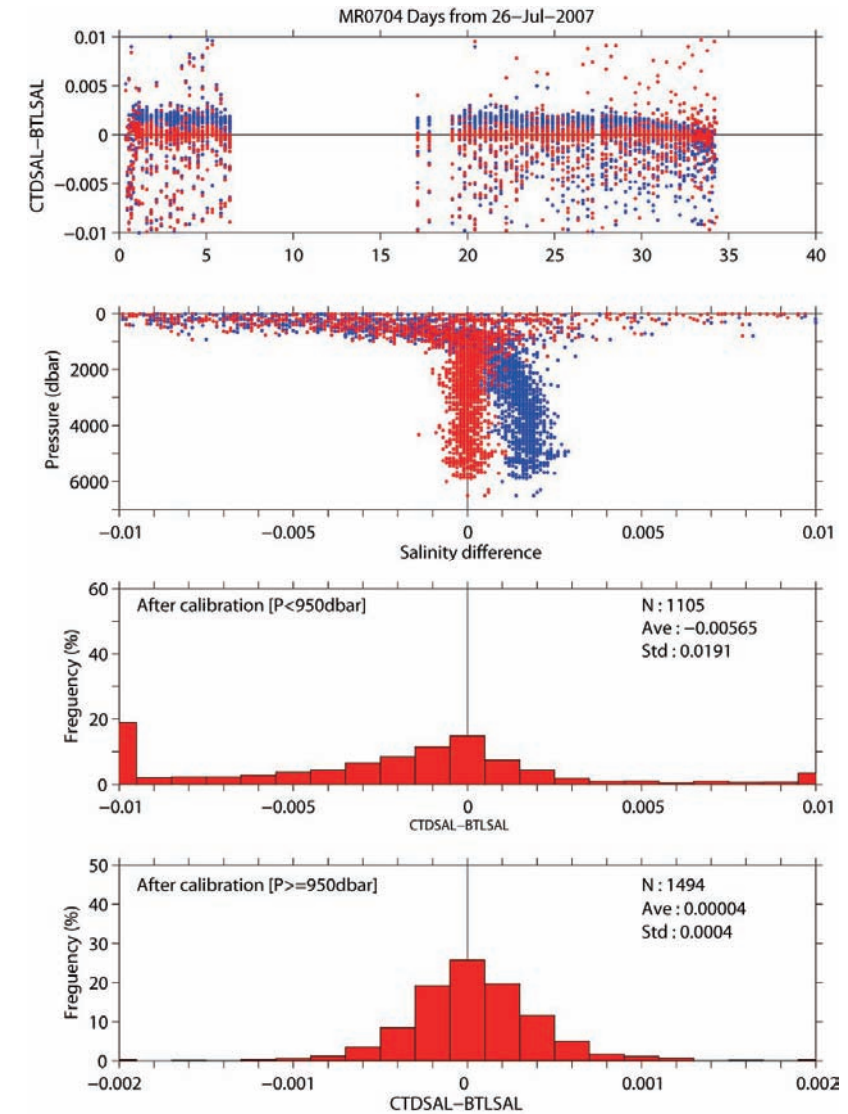 MR0704 Days from 26−Jul−2007
CTDSAL−BTLSAL
0.01
0.005
0
−0.005
−0.01
0 5 10 15 20 25 30 35 40
Pressure (dbar)
0
2000
4000
6000
−0.01 −0.005 0 0.005 0.01
Salinity difference
Freguency (%)
60
40
20
0
After calibration [P<950dbar]
N : 1105
Ave : −0.00565
Std : 0.0191
−0.01 −0.005 0 0.005 0.01
CTDSAL−BTLSAL
Freguency (%)
50
40
30
20
10
0
After calibration [P>=950dbar]
N : 1494
Ave : 0.00004
Std : 0.0004
−0.002 −0.001 0 0.001 0.002
CTDSAL−BTLSAL